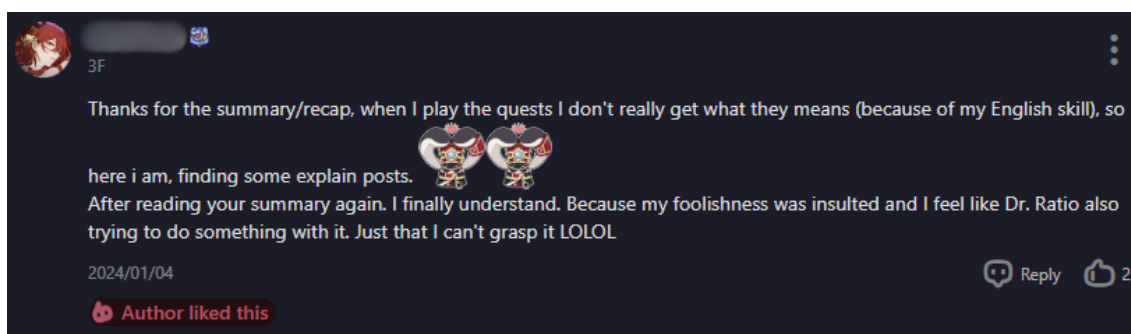 3F
Thanks for the summary/recap, when I play the quests I don't really get what they means (because of my English skill), so
here i am, finding some explain posts.
After reading your summary again. I finally understand. Because my foolishness was insulted and I feel like Dr. Ratio also
trying to do something with it. Just that I can't grasp it LOLOL
2024/01/04
Reply 2
Author liked this